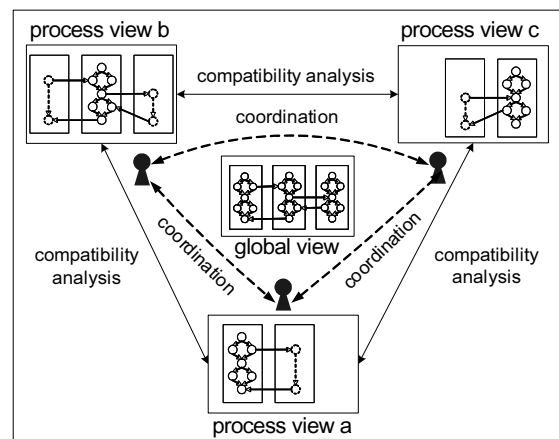 process view b
process view c
compatibility analysis
coordination
global view
coordination
coordination
compatibility
analysis
compatibility
analysis
process view a